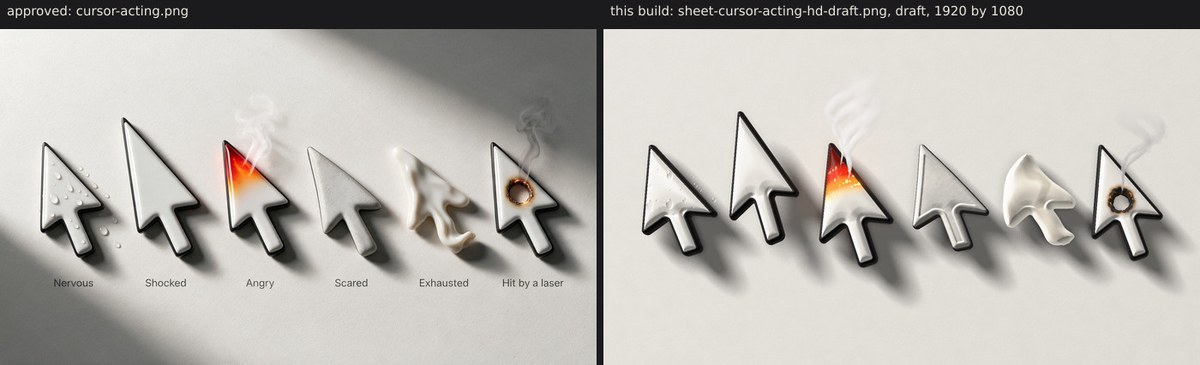 approved: cursor-acting.png
this build: sheet-cursor-acting-hd-draft.png, draft, 1920 by 1080
Nervous
Shocked
Angry
Scared
Exhausted
Hit by a laser